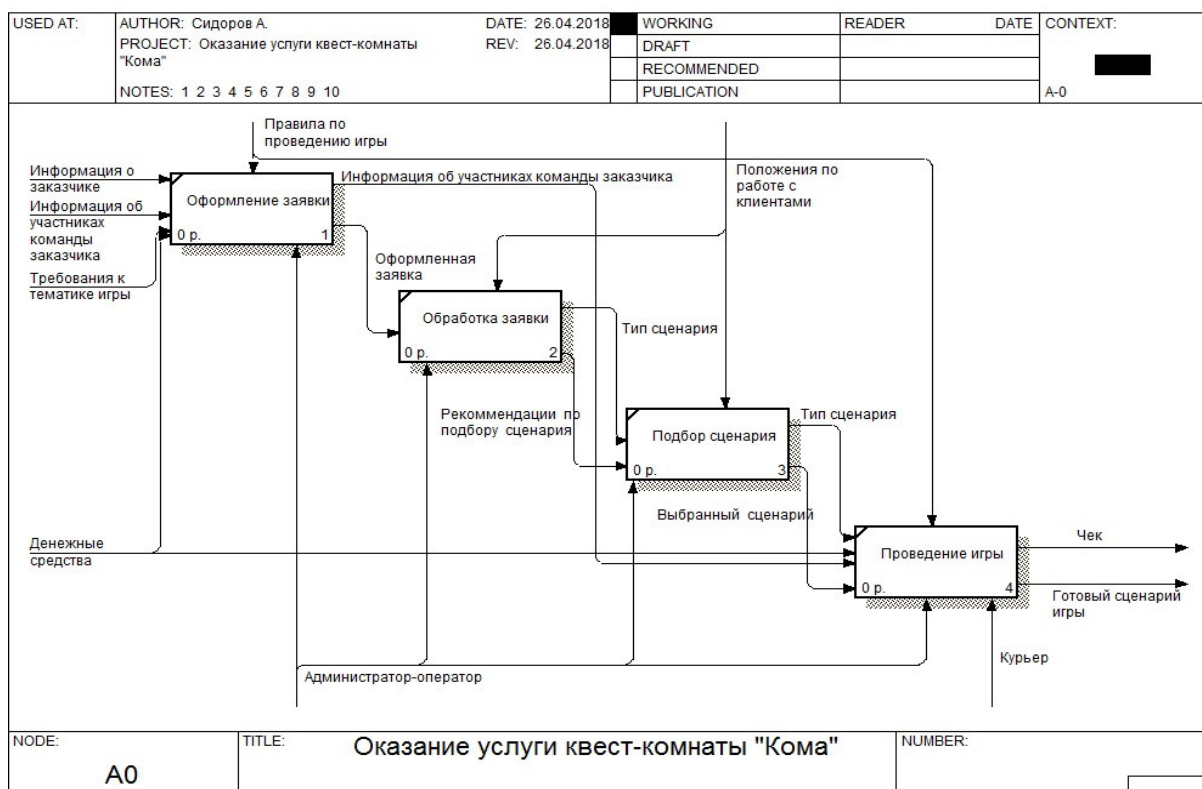 USED AT:
AUTHOR: Сидоров А.
DATE: 26.04.2018
WORKING
READER
DATE
CONTEXT:
PROJECT: Оказание услуги квест-комнаты
"Кома"
REV: 26.04.2018
DRAFT
RECOMMENDED
NOTES: 1 2 3 4 5 6 7 8 9 10
PUBLICATION
A-0
Правила по
проведению игры
Информация о
заказчике
Информация об
участниках
команды
заказчика
Требования к
тематике игры
Оформление заявки
0 р.
1
Информация об участниках команды заказчика
Положения по
работе с
клиентами
Оформленная
заявка
Обработка заявки
0 р.
2
Тип сценария
Рекоммендации по
подбору сценария
Подбор сценария
0 р.
3
Тип сценария
Выбранный сценарий
Денежные
средства
Проведение игры
0 р.
4
Чек
Готовый сценарий
игры
Курьер
Администратор-оператор
NODE:
A0
TITLE:
Оказание услуги квест-комнаты "Кома"
NUMBER: